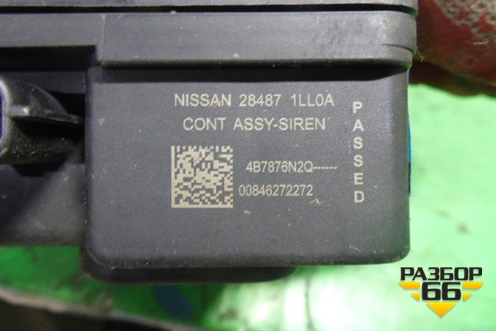 NISSAN 28487 1LL0A
CONT ASSY-SIREN
4B7876N2Q------
00846272272
PASSED
РАЗБОР
66